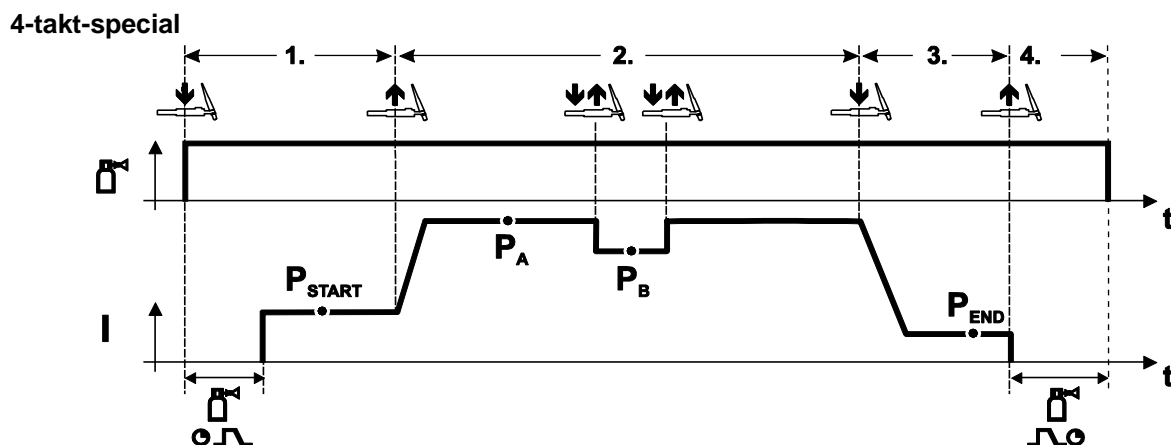 4-takt-special
1. 2. 3. 4.
t
P_A
P_B
P_START
P_END
I
t